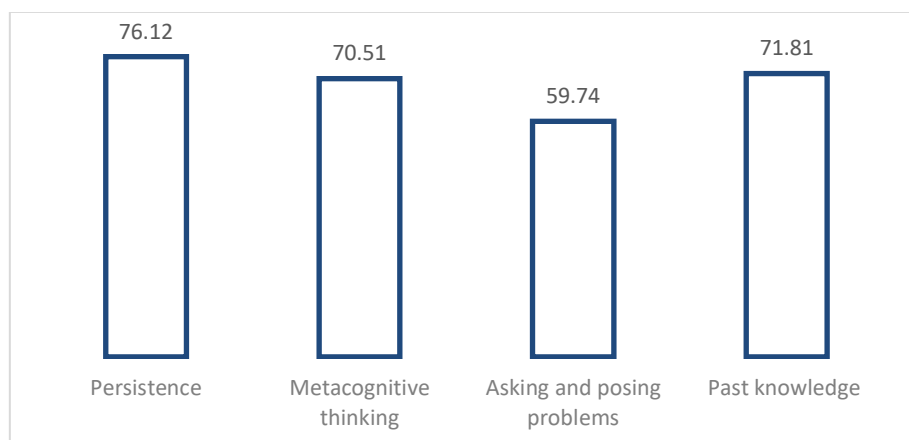 76.12
70.51
59.74
71.81
Persistence
Metacognitive
thinking
Asking and posing
problems
Past knowledge